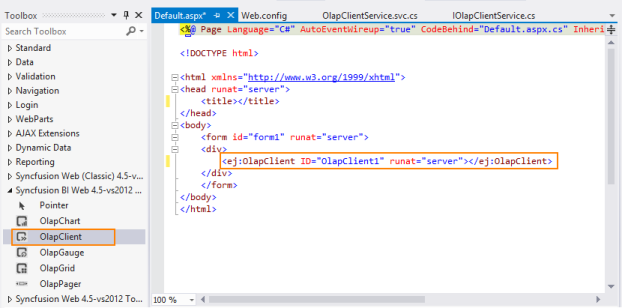 Toolbox
Search Toolbox
Standard
Data
Validation
Navigation
Login
WebParts
AJAX Extensions
Dynamic Data
Reporting
Syncfusion Web (Classic) 4.5-v...
Syncfusion BI Web 4.5-vs2012 ...
Pointer
OlapChart
OlapClient
OlapGauge
OlapGrid
OlapPager
Syncfusion Web 4.5-vs2012 To...
Default.aspx* Web.config OlapClientService.svc.cs IOlapClientService.cs
<%@ Page Language="C#" AutoEventWireup="true" CodeBehind="Default.aspx.cs" Inheri
<!DOCTYPE html>
<html xmlns="http://www.w3.org/1999/xhtml">
<head runat="server">
<title></title>
</head>
<body>
<form id="form1" runat="server">
<div>
<ej:OlapClient ID="OlapClient1" runat="server"></ej:OlapClient>
</div>
</form>
</body>
</html>
100 %